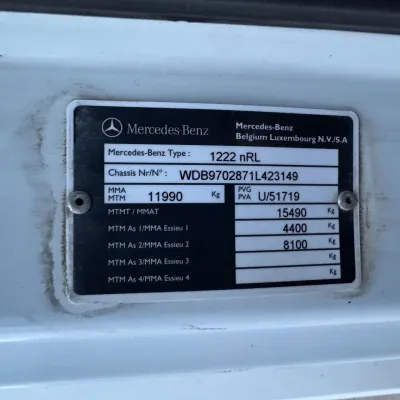 Mercedes-Benz
Mercedes-Benz
Belgium Luxembourg N.V./S.A
Mercedes-Benz Type : 1222 nRL
Chassis Nr/N° : WDB9702871L423149
MMA MTM 11990 Kg PVG PVA U/51719
MTMT / MMAT 15490 Kg
MTM As 1/MMA Essieu 1 4400 Kg
MTM As 2/MMA Essieu 2 8100 Kg
MTM As 3/MMA Essieu 3 Kg
MTM As 4/MMA Essieu 4 Kg